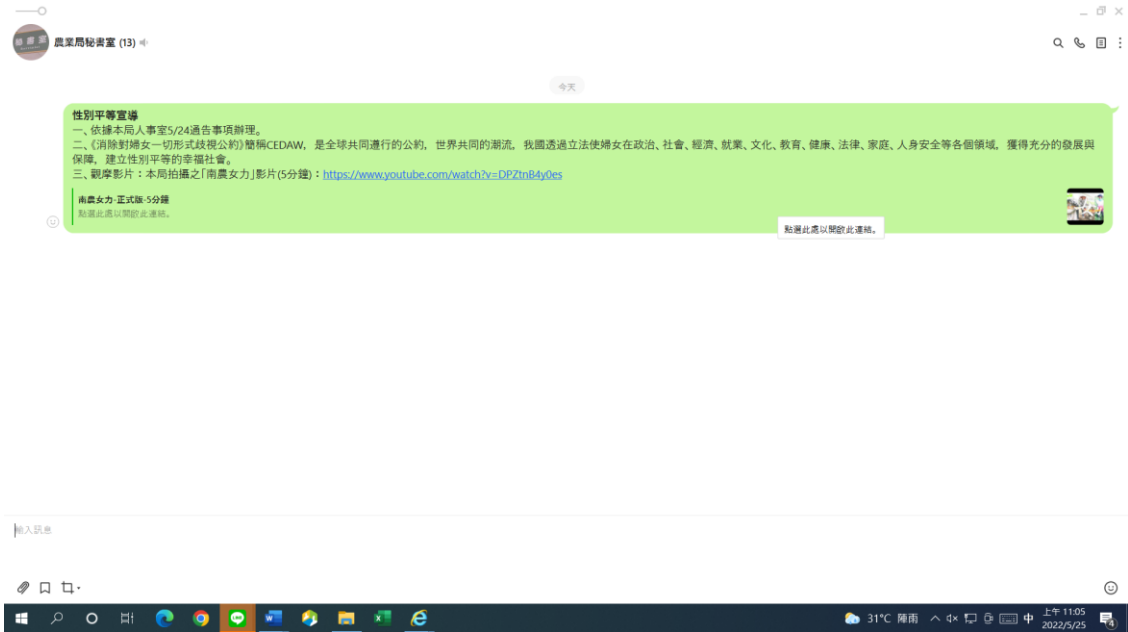 農業局秘書室 (13)
今天
性別平等宣導
一、依據本局人事室5/24通告事項辦理。
二、《消除對婦女一切形式歧視公約》簡稱CEDAW，是全球共同遵行的公約，世界共同的潮流。我國透過立法使婦女在政治、社會、經濟、就業、文化、教育、健康、法律、家庭、人身安全等各個領域，獲得充分的發展與
保障，建立性別平等的幸福社會。
三、觀摩影片：本局拍攝之「南農女力」影片(5分鐘)：https://www.youtube.com/watch?v=DPZtnB4y0es
南農女力-正式版-5分鐘
點選此處以開啟此連結。
點選此處以開啟此連結。
輸入訊息
31°C 陣雨
中
上午 11:05
2022/5/25
4